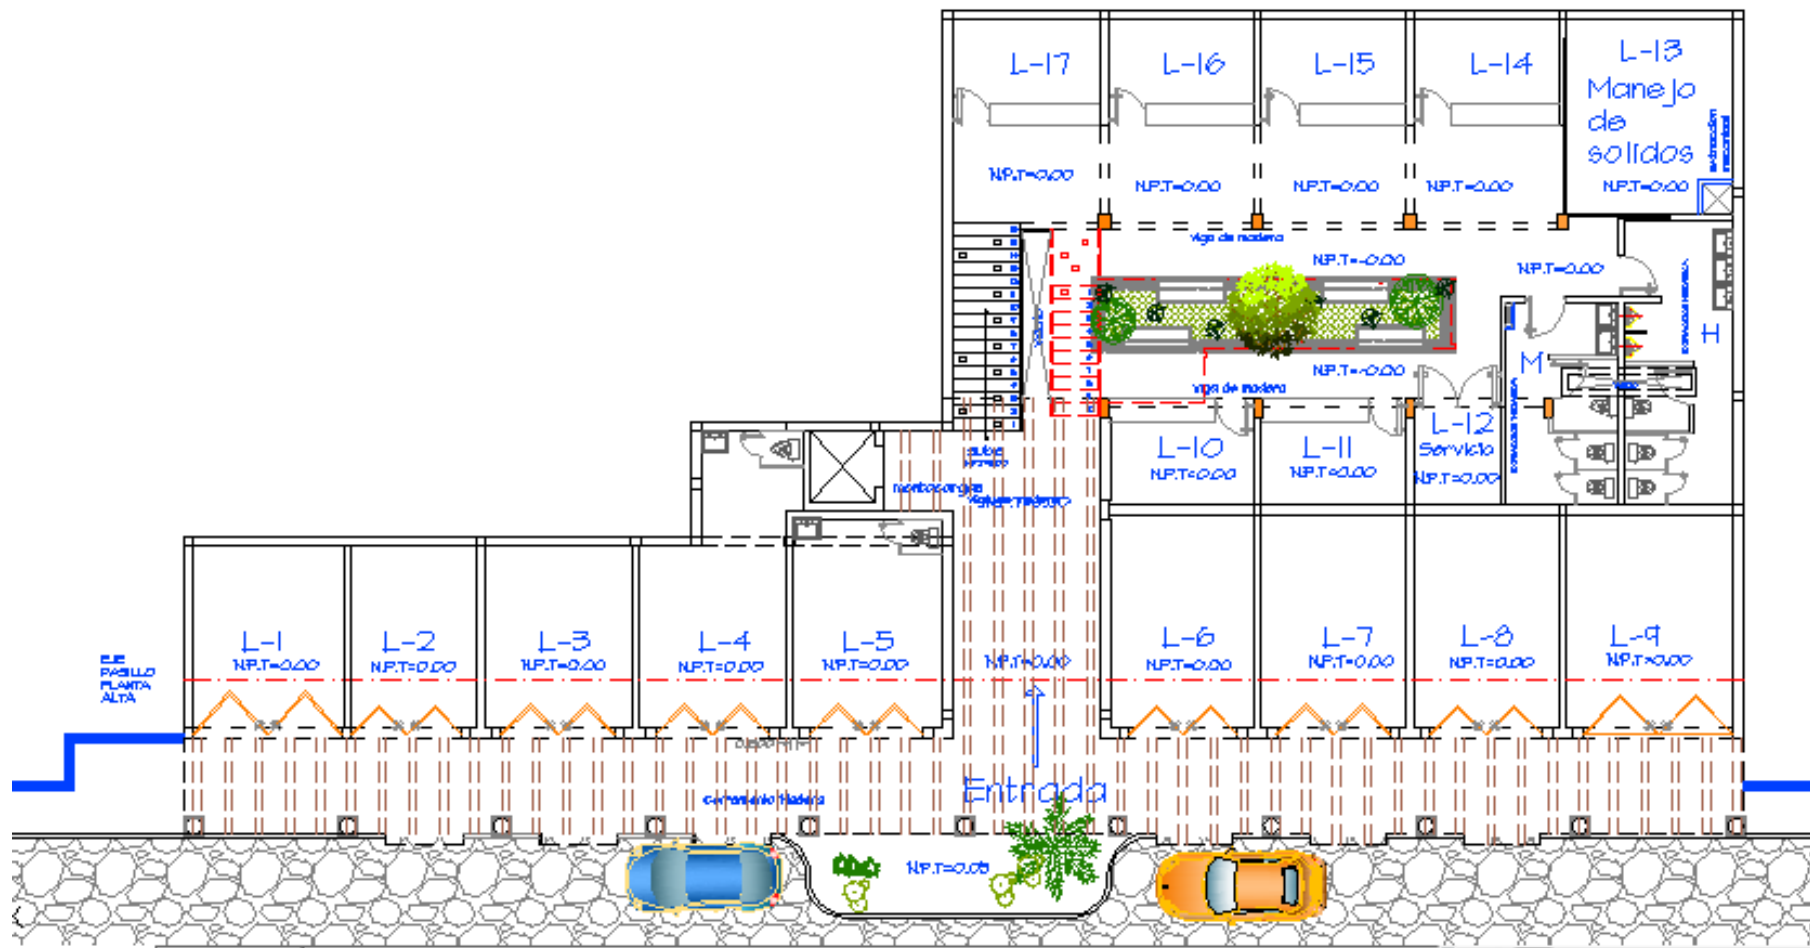 L-17
L-16
L-15
L-14
L-13
Manejo
de
solidos
N.P.T=0.00
N.P.T=0.00
N.P.T=0.00
N.P.T=0.00
N.P.T=0.00
Viga de madera
N.P.T=-0.00
N.P.T=0.00
H
M
N.P.T=-0.00
Viga de madera
L-10
N.P.T=0.00
L-11
N.P.T=0.00
L-12
Servicio
N.P.T=0.00
montacargas
L-1
N.P.T=0.00
L-2
N.P.T=0.00
L-3
N.P.T=0.00
L-4
N.P.T=0.00
L-5
N.P.T=0.00
N.P.T=0.00
L-6
N.P.T=0.00
L-7
N.P.T=0.00
L-8
N.P.T=0.00
L-9
N.P.T=0.00
EJE
PASILLO
PLANTA
ALTA
Entrada
Cerramiento Madera
N.P.T=0.05